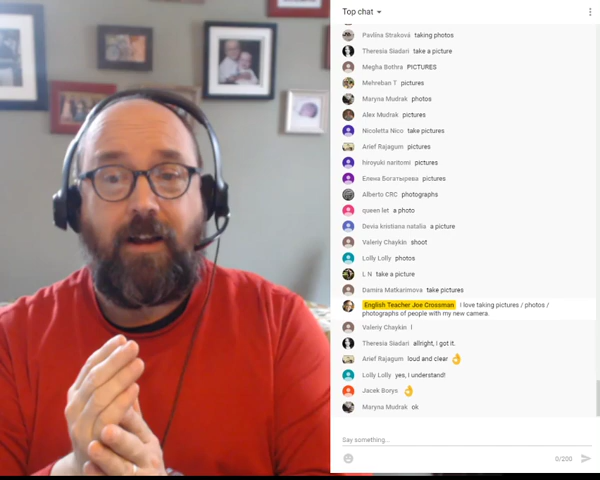 Top chat
Pavlína Straková taking photos
Theresia Siadari take a picture
Megha Bothra PICTURES
Mehreban T pictures
Maryna Mudrak photos
Alex Mudrak pictures
Nicoletta Nico take pictures
Arief Rajagum pictures
hiroyuki naritomi pictures
Елена Богатырева pictures
Alberto CRC photographs
queen let a photo
Devia kristiana natalia a picture
Valeriy Chaykin shoot
Lolly Lolly photos
L N take a picture
Damira Matkarimova take pictures
English Teacher Joe Crossman I love taking pictures / photos /
photographs of people with my new camera.
Valeriy Chaykin I
Theresia Siadari allright, I got it.
Arief Rajagum loud and clear 👌
Lolly Lolly yes, I understand!
Jacek Borys 👌
Maryna Mudrak ok
Say something...
0/200